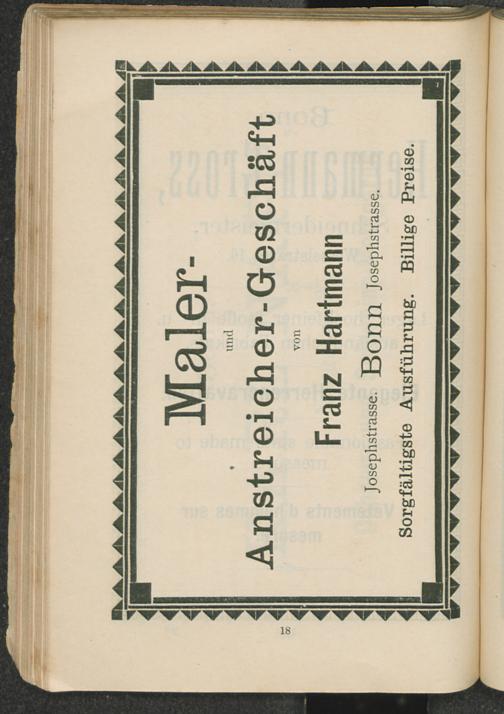 Maler-
und
Anstreicher-Geschäft
von
Franz Hartmann
Josephstrasse. Bonn Josephstrasse.
Sorgfältigste Ausführung. Billige Preise.
18